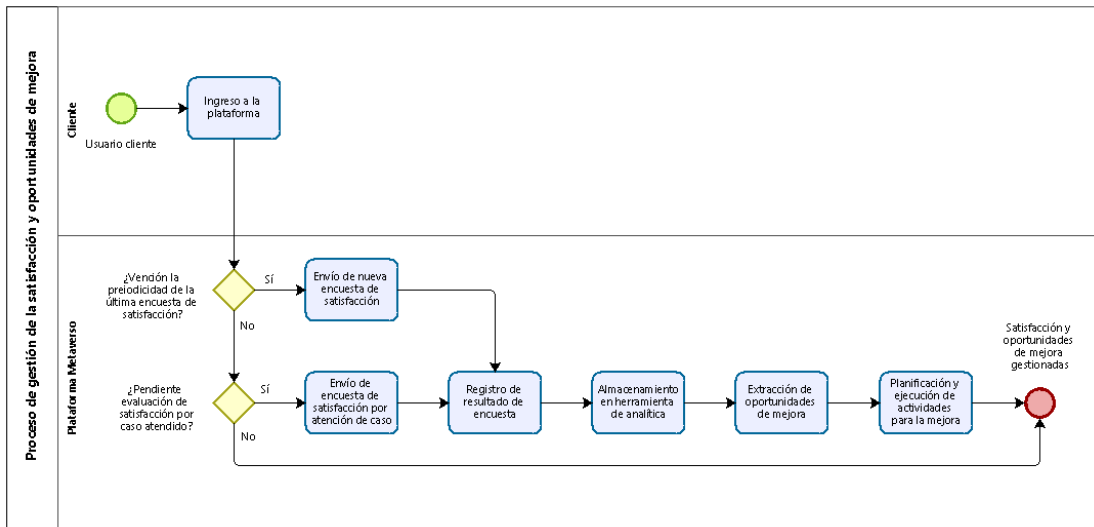 Proceso de gestión de la satisfacción y oportunidades de mejora
Cliente
Usuario cliente
Ingreso a la
plataforma
Plataforma Metaverso
¿Vención la
preiodicidad de la
última encuesta de
satisfacción?
Sí
No
Envío de nueva
encuesta de
satisfacción
¿Pendiente
evaluación de
satisfacción por
caso atendido?
Sí
No
Envío de
encuesta de
satisfacción por
atención de caso
Registro de
resultado de
encuesta
Almacenamiento
en herramienta
de analítica
Extracción de
oportunidades
de mejora
Planificación y
ejecución de
actividades
para la mejora
Satisfacción y
oportunidades
de mejora
gestionadas